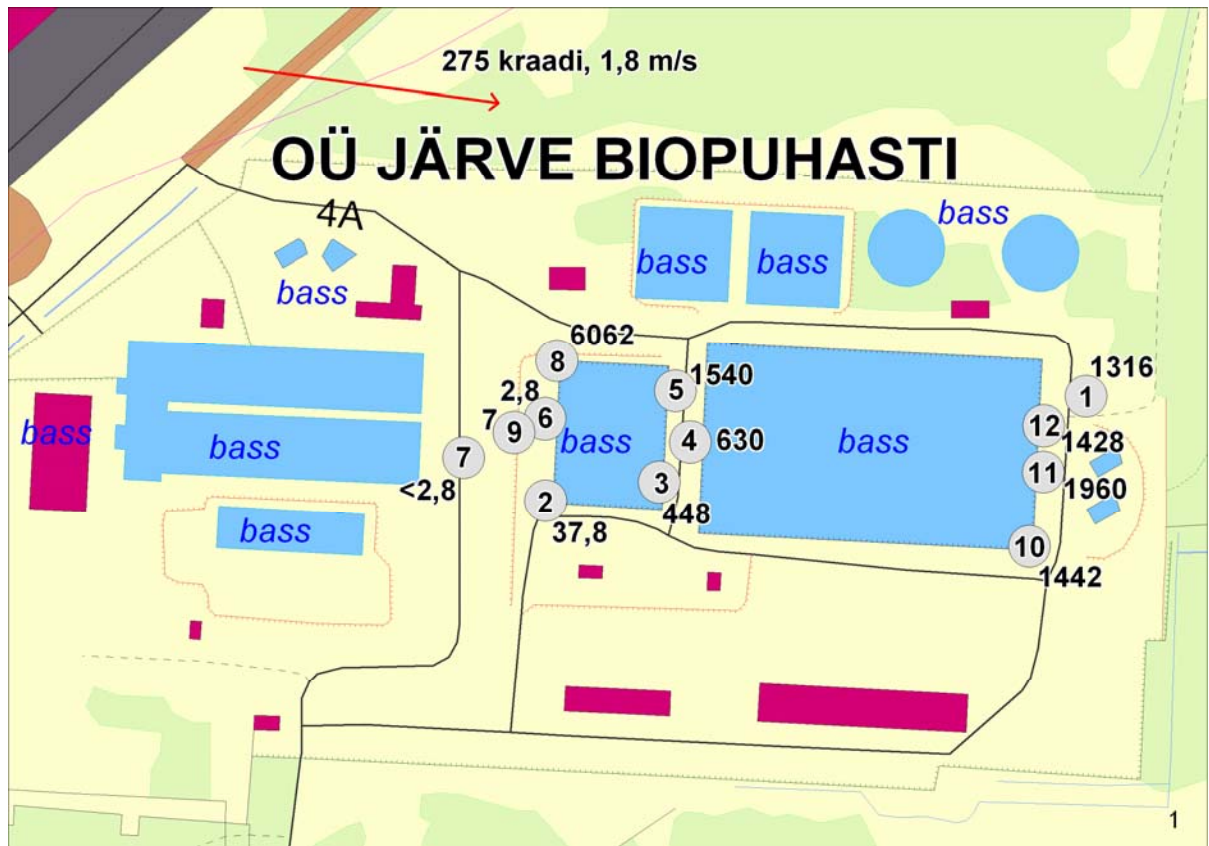 275 kraadi, 1,8 m/s
OÜ JÄRVE BIOPUHASTI
4A
bass
bass
bass
bass
bass
6062
8
1540
5
1316
1
2,8
6
7
9
12
1428
bass
bass
7
<2,8
bass
4
630
bass
11
1960
3
448
2
37,8
bass
10
1442
1